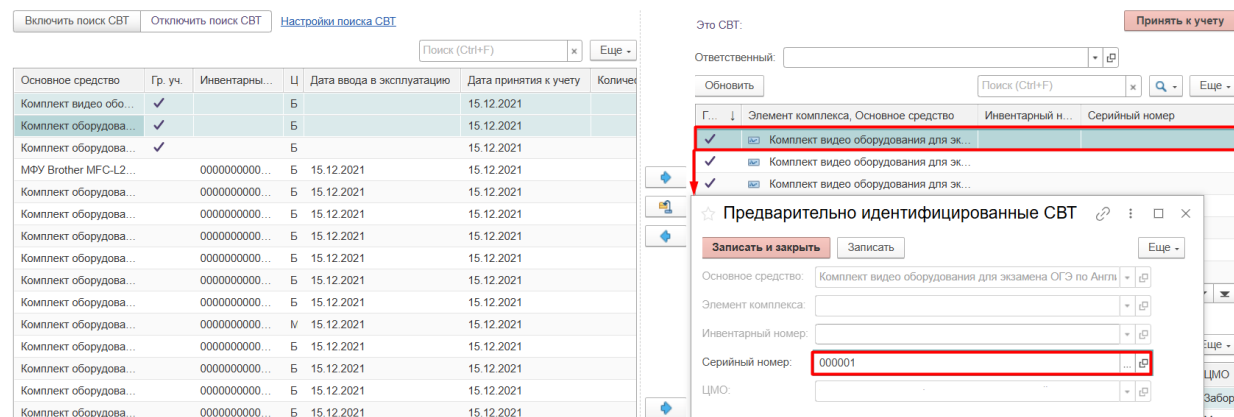 Включить поиск СВТ Отключить поиск СВТ Настройки поиска СВТ
Поиск (Ctrl+F) × Еще
Основное средство Гр. уч. Инвентарны... Ц Дата ввода в эксплуатацию Дата принятия к учету Количес
Комплект видео обо... Б 15.12.2021
Комплект оборудова... Б 15.12.2021
Комплект оборудова... Б 15.12.2021
МФУ Brother MFC-L2... 0000000000... Б 15.12.2021 15.12.2021
Комплект оборудова... 0000000000... Б 15.12.2021 15.12.2021
Комплект оборудова... 0000000000... Б 15.12.2021 15.12.2021
Комплект оборудова... 0000000000... Б 15.12.2021 15.12.2021
Комплект оборудова... 0000000000... Б 15.12.2021 15.12.2021
Комплект оборудова... 0000000000... Б 15.12.2021 15.12.2021
Комплект оборудова... 0000000000... Б 15.12.2021 15.12.2021
Комплект оборудова... 0000000000... М 15.12.2021 15.12.2021
Комплект оборудова... 0000000000... Б 15.12.2021 15.12.2021
Комплект оборудова... 0000000000... Б 15.12.2021 15.12.2021
Комплект оборудова... 0000000000... Б 15.12.2021 15.12.2021
Комплект оборудова... 0000000000... Б 15.12.2021 15.12.2021
Это СВТ: Принять к учету
Ответственный:
Обновить Поиск (Ctrl+F) × Еще
Г... ↓ Элемент комплекса, Основное средство Инвентарный н... Серийный номер
Комплект видео оборудования для эк...
Комплект видео оборудования для эк...
Комплект видео оборудования для эк...
Предварительно идентифицированные СВТ
Записать и закрыть Записать Еще
Основное средство: Комплект видео оборудования для экзамена ОГЭ по Англи
Элемент комплекса:
Инвентарный номер:
Серийный номер: 000001 ...
ЦМО:
Еще
ЦМО
Забор